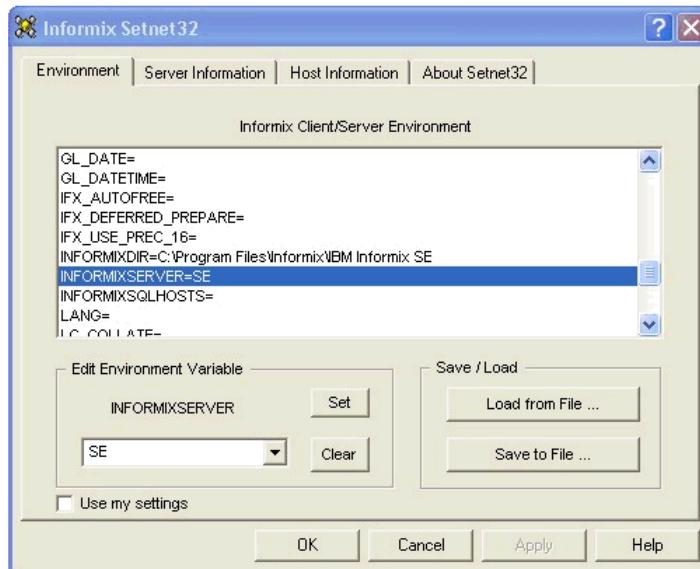 Informix Setnet32
Environment Server Information Host Information About Setnet32
Informix Client/Server Environment
GL_DATE=
GL_DATETIME=
IFX_AUTOFREE=
IFX_DEFERRED_PREPARE=
IFX_USE_PREC_16=
INFORMIXDIR=C:\Program Files\Informix\IBM Informix SE
INFORMIXSERVER=SE
INFORMIXSQLHOSTS=
LANG=
LC_COLLATE=
Edit Environment Variable
INFORMIXSERVER
Set
SE
Clear
Save / Load
Load from File ...
Save to File ...
Use my settings
OK Cancel Apply Help